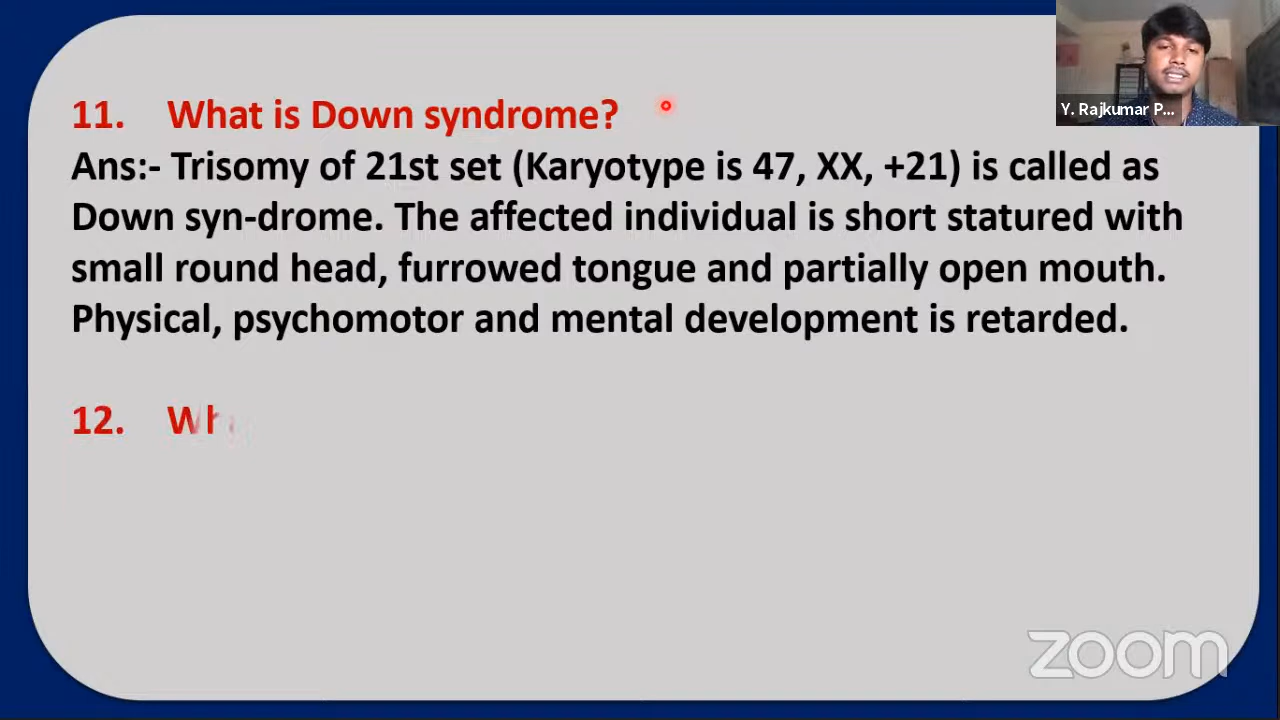 11. What is Down syndrome?
Ans:- Trisomy of 21st set (Karyotype is 47, XX, +21) is called as
Down syn-drome. The affected individual is short statured with
small round head, furrowed tongue and partially open mouth.
Physical, psychomotor and mental development is retarded.
12. Wh
Y. Rajkumar P...
zoom